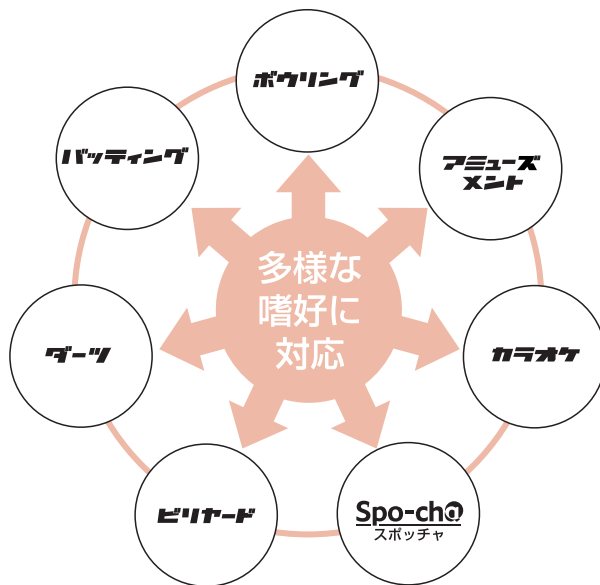 ボウリング
アミューズ
メント
カラオケ
Spo-cha
スポッチャ
ビリヤード
ダーツ
バッティング
多様な
嗜好に
対応